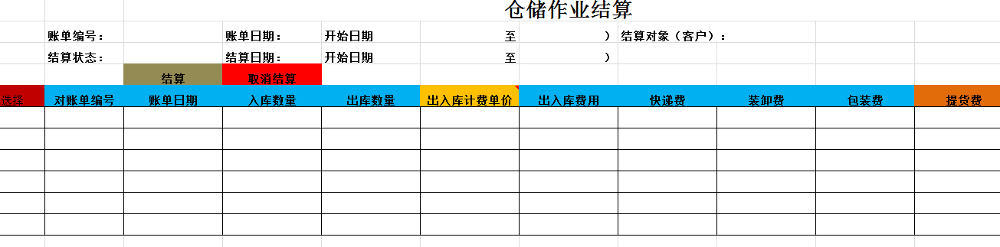 仓储作业结算
账单编号： 账单日期： 开始日期 至 ） 结算对象（客户）：
结算状态： 结算日期： 开始日期 至 ）
结算 取消结算
选择 对账单编号 账单日期 入库数量 出库数量 出入库计费单价 出入库费用 快递费 装卸费 包装费 提货费